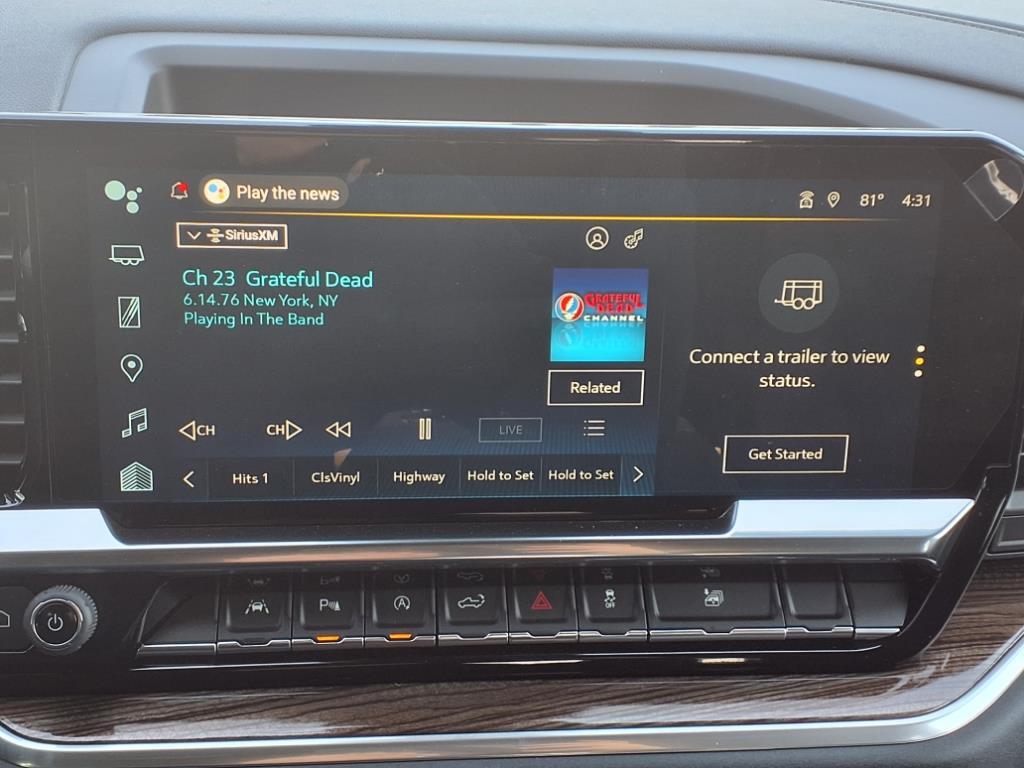 Play the news
81° 4:31
SiriusXM
Ch 23 Grateful Dead
6.14.76 New York, NY
Playing In The Band
GRATEFUL
DEAD
CHANNEL
Related
Connect a trailer to view
status.
Get Started
CH
CH
LIVE
Hits 1
ClsVinyl
Highway
Hold to Set
Hold to Set
P
A
OFF